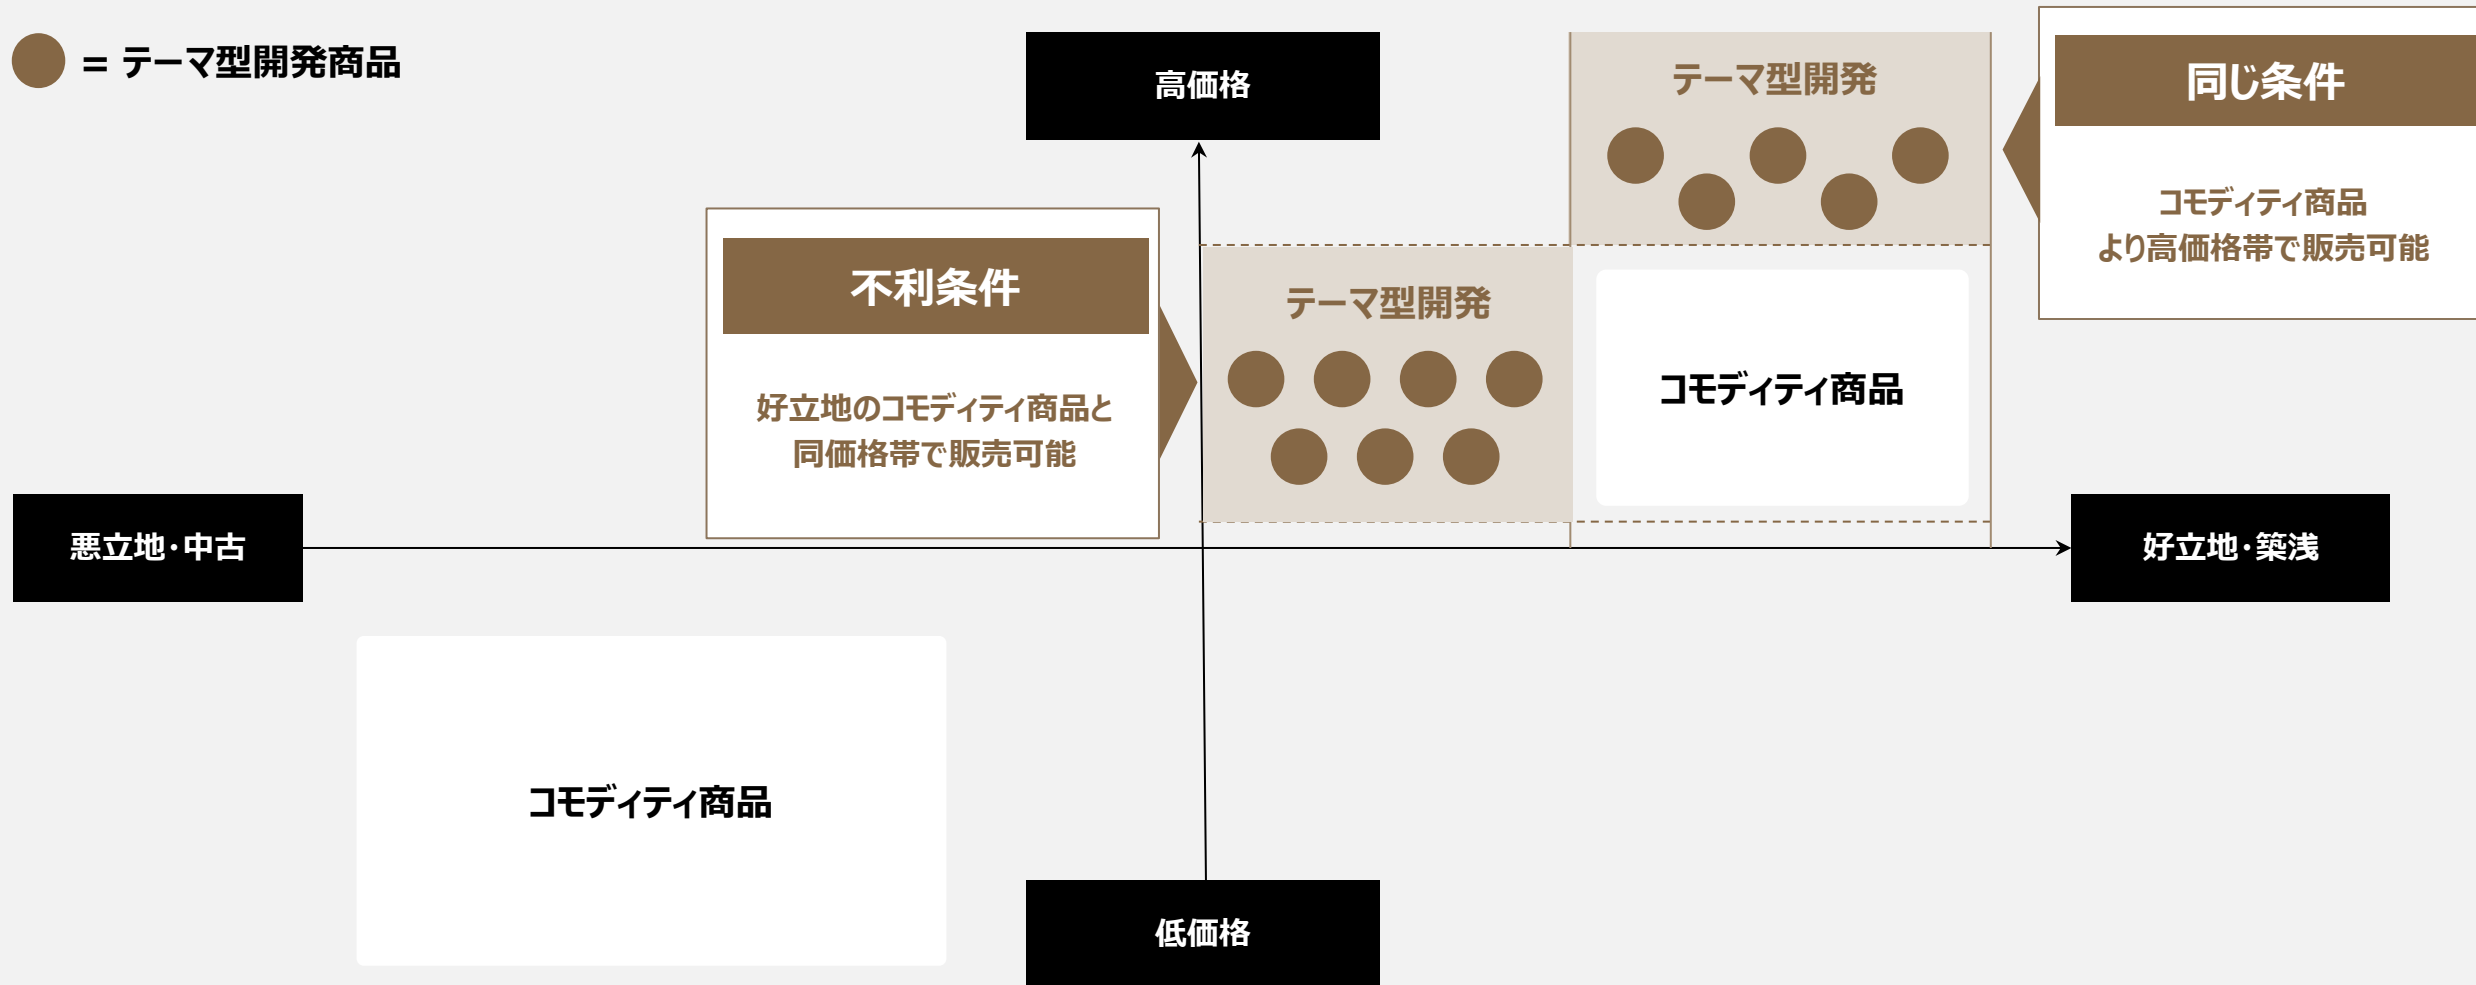 = テーマ型開発商品
高価格
テーマ型開発
同じ条件
コモディティ商品
より高価格帯で販売可能
不利条件
好立地のコモディティ商品と
同価格帯で販売可能
テーマ型開発
コモディティ商品
悪立地・中古
好立地・築浅
コモディティ商品
低価格